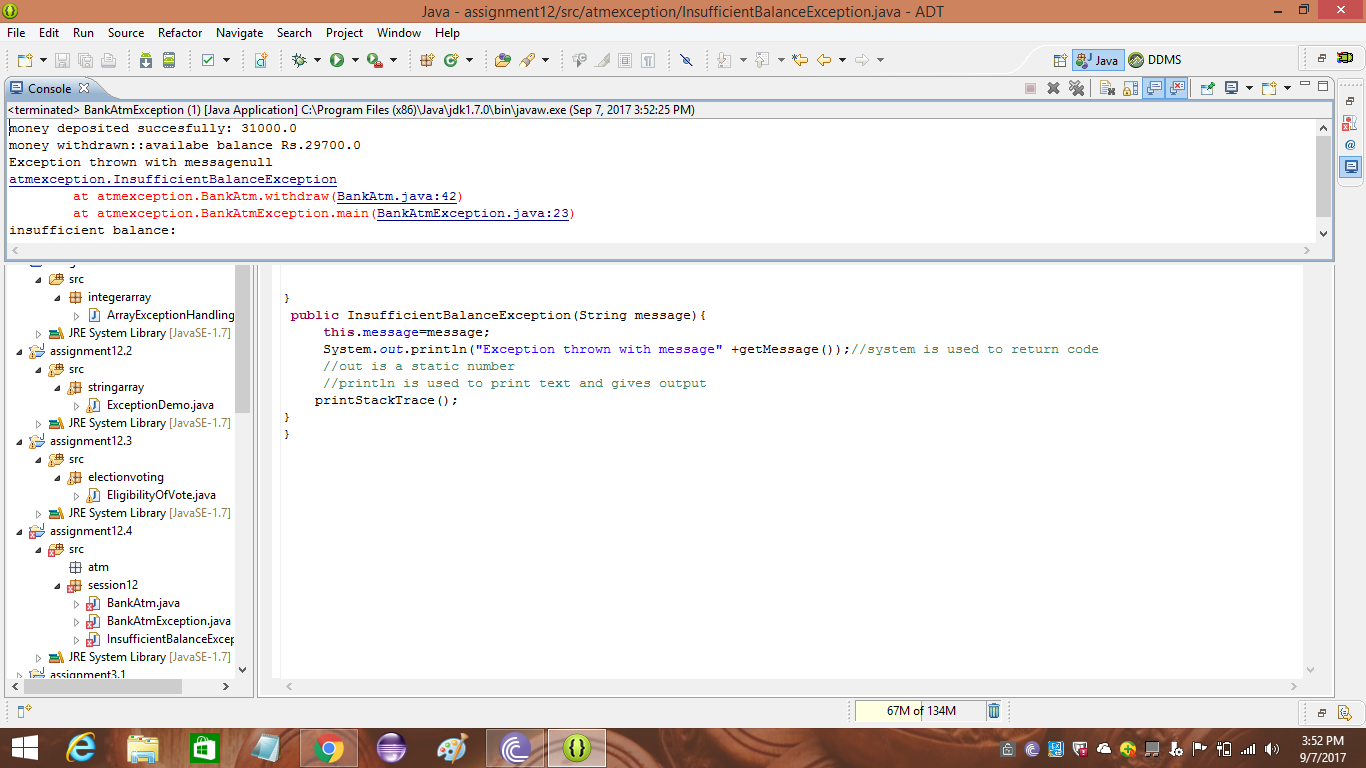 Java - assignment12/src/atmexception/InsufficientBalanceException.java - ADT
File Edit Run Source Refactor Navigate Search Project Window Help
Java DDMS
Console
<terminated> BankAtmException (1) [Java Application] C:\Program Files (x86)\Java\jdk1.7.0\bin\javaw.exe (Sep 7, 2017 3:52:25 PM)
money deposited succesfully: 31000.0
money withdrawn::availabe balance Rs.29700.0
Exception thrown with messagenull
atmexception.InsufficientBalanceException
at atmexception.BankAtm.withdraw(BankAtm.java:42)
at atmexception.BankAtmException.main(BankAtmException.java:23)
insufficient balance:
src
integerarray
ArrayExceptionHandling
JRE System Library [JavaSE-1.7]
assignment12.2
src
stringarray
ExceptionDemo.java
JRE System Library [JavaSE-1.7]
assignment12.3
src
electionvoting
EligibilityOfVote.java
JRE System Library [JavaSE-1.7]
assignment12.4
src
atm
session12
BankAtm.java
BankAtmException.java
InsufficientBalanceExcep
JRE System Library [JavaSE-1.7]
assignment3.1
}
public InsufficientBalanceException(String message){
this.message=message;
System.out.println("Exception thrown with message" +getMessage());//system is used to return code
//out is a static number
//println is used to print text and gives output
printStackTrace();
}
}
67M of 134M
3:52 PM
9/7/2017